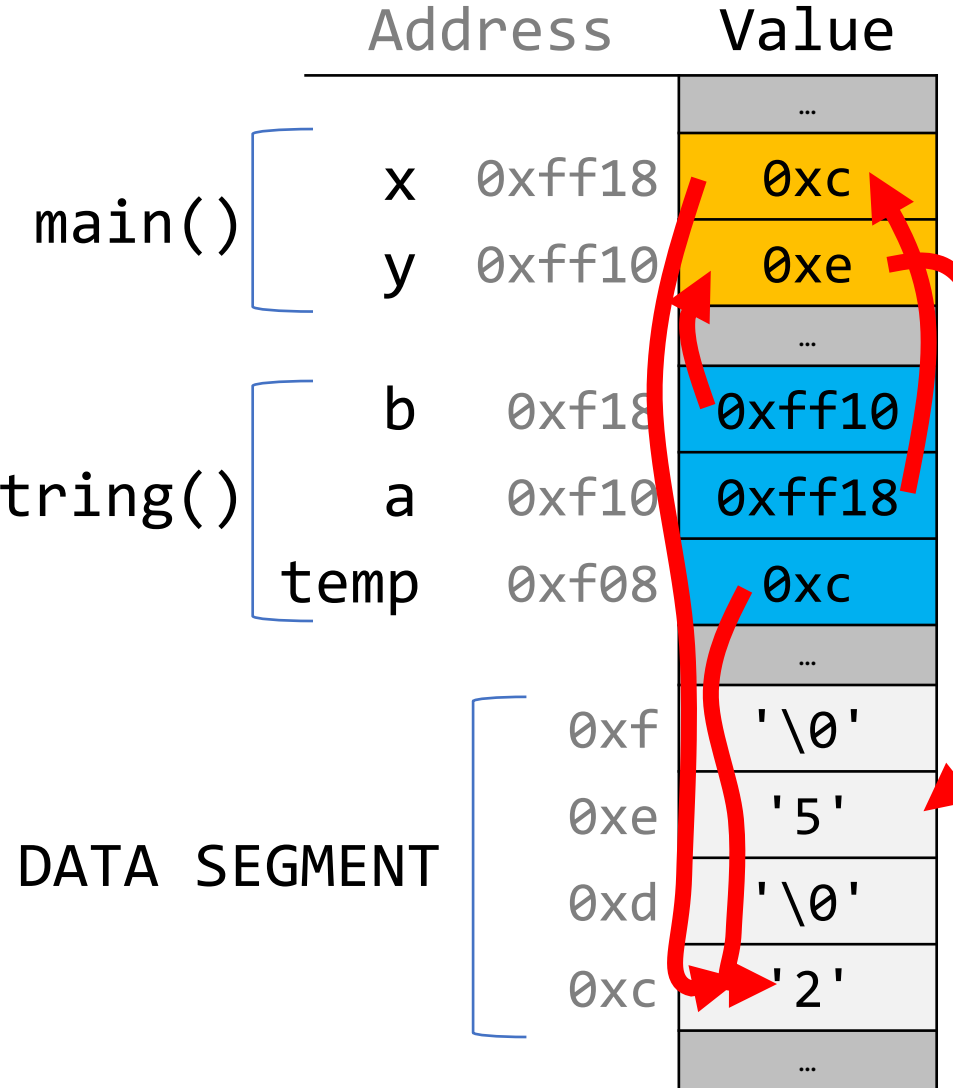 Address Value
…
x 0xff18 0xc
main()
y 0xff10 0xe
…
b 0xf18 0xff10
tring() a 0xf10 0xff18
temp 0xf08 0xc
…
0xf '\0'
0xe '5'
DATA SEGMENT
0xd '\0'
0xc '2'
…